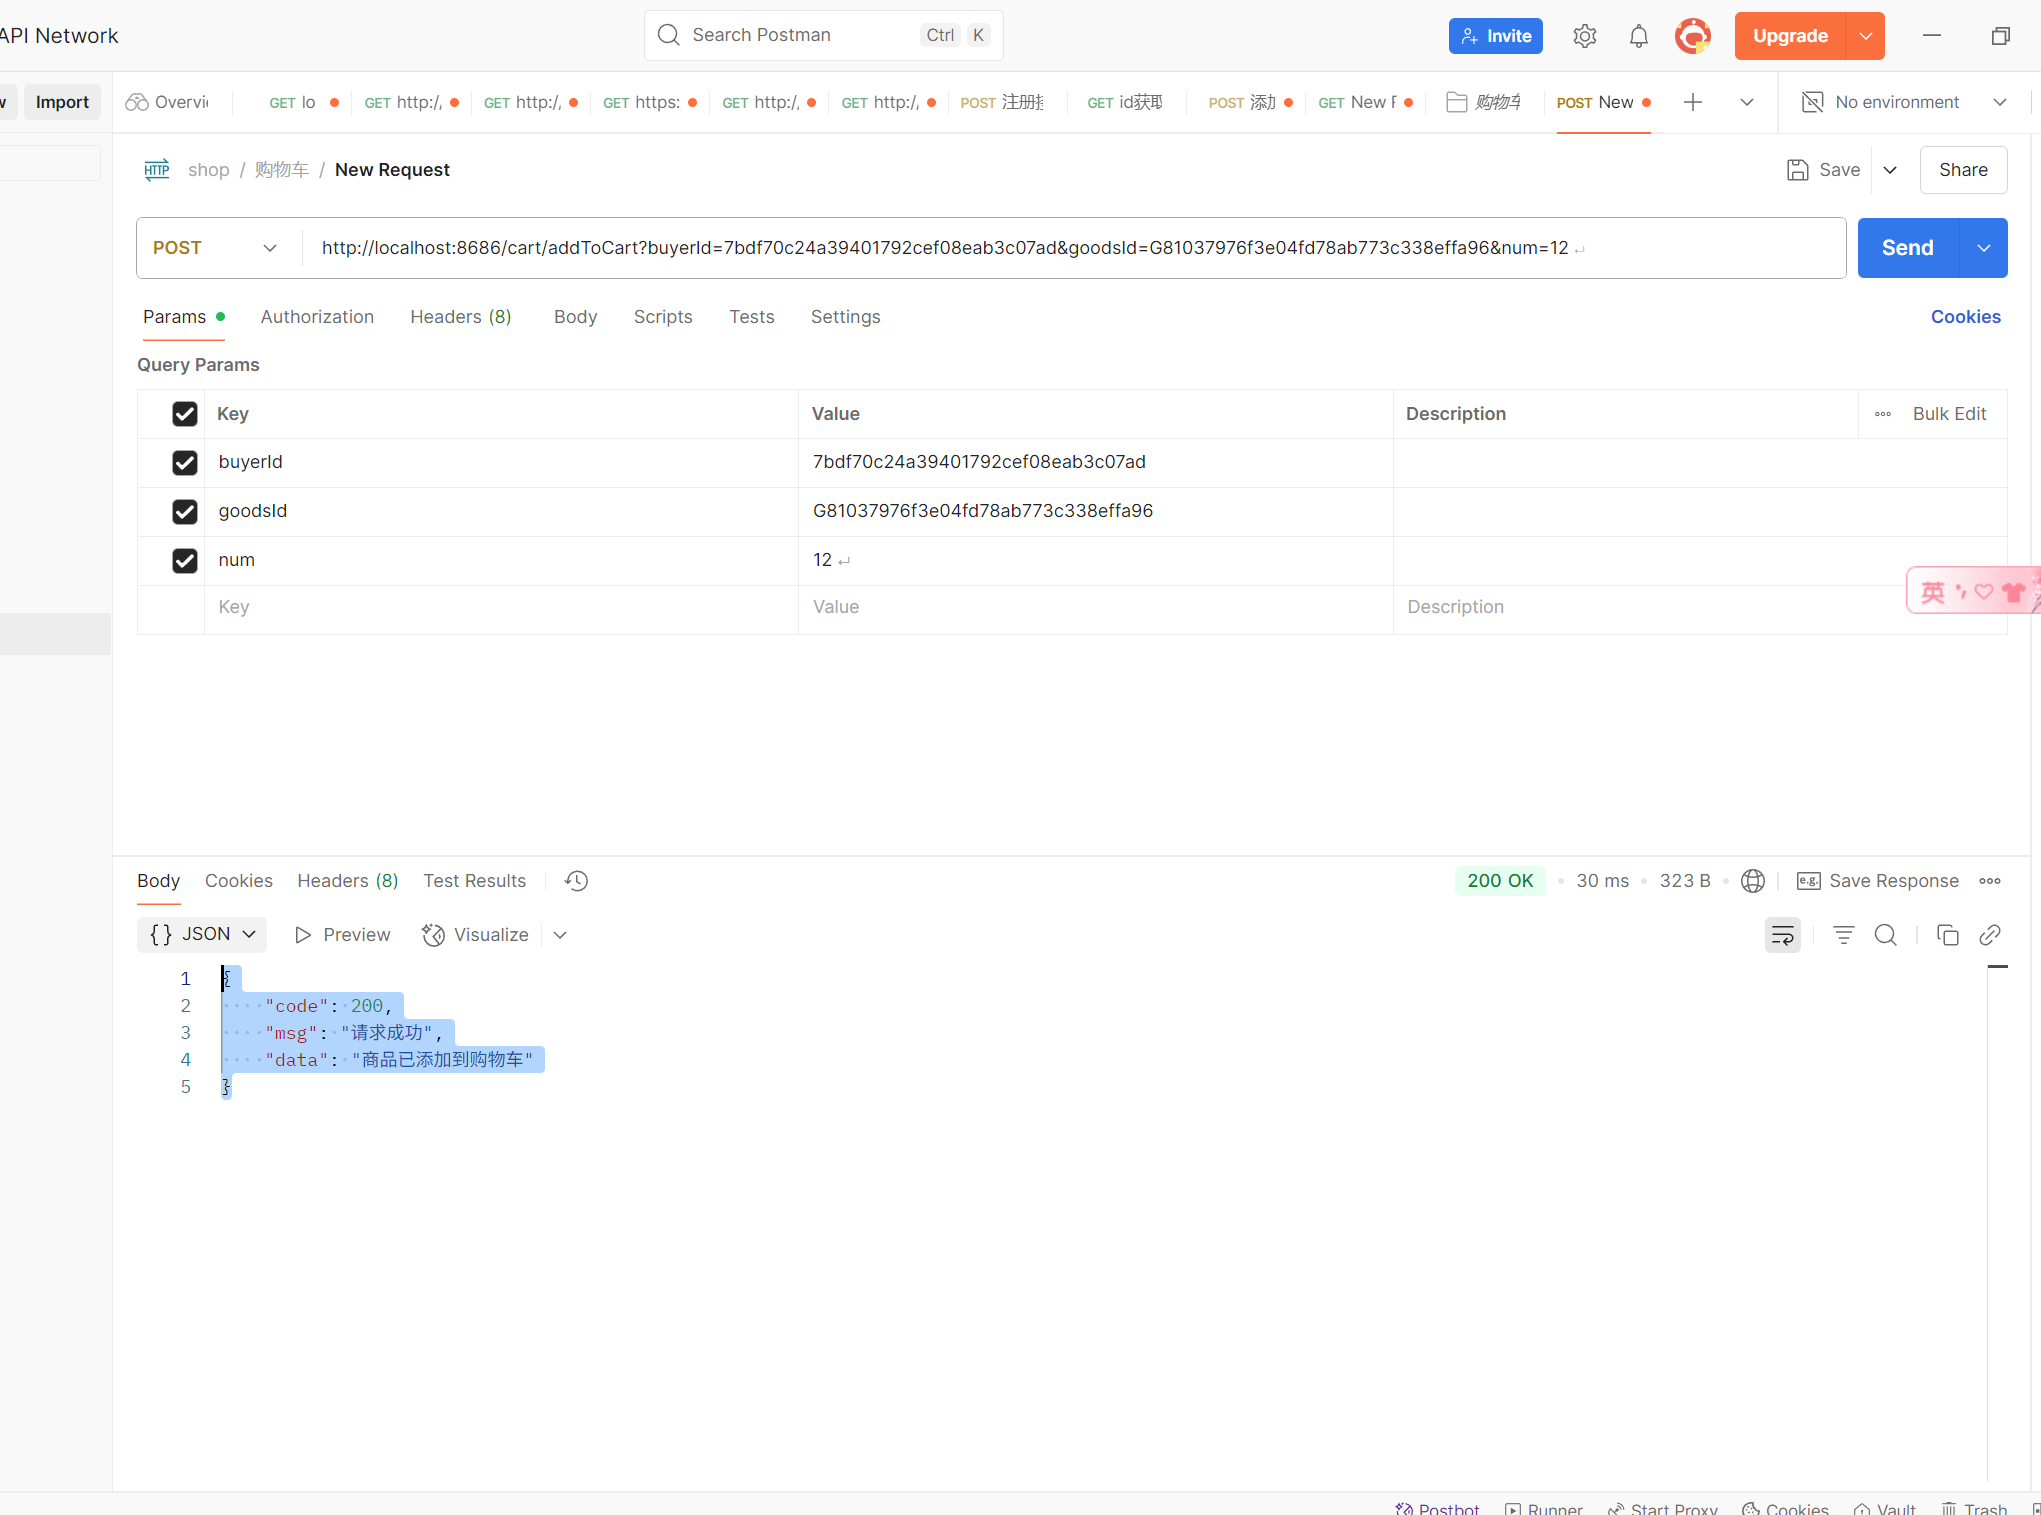 API Network
Search Postman
Ctrl K
Invite
Upgrade
Import
Overvi
GET lo
GET http://
GET http://
GET https:
GET http://
GET http://
POST 注册
GET id获取
POST 添加
GET New
购物车
POST New
No environment
HTTP shop / 购物车 / New Request
Save
Share
POST http://localhost:8686/cart/addToCart?buyerId=7bdf70c24a39401792cef08eab3c07ad&goodsId=G81037976f3e04fd78ab773c338effa96&num=12
Send
Params Authorization Headers (8) Body Scripts Tests Settings Cookies
Query Params
Key Value Description Bulk Edit
buyerId 7bdf70c24a39401792cef08eab3c07ad
goodsId G81037976f3e04fd78ab773c338effa96
num 12
英
Key Value Description
Body Cookies Headers (8) Test Results 200 OK 30 ms 323 B e.g. Save Response
{} JSON Preview Visualize
1 {
2 "code": 200,
3 "msg": "请求成功",
4 "data": "商品已添加到购物车"
5 }
Postbot Runner Start Proxy Cookies Vault Trash